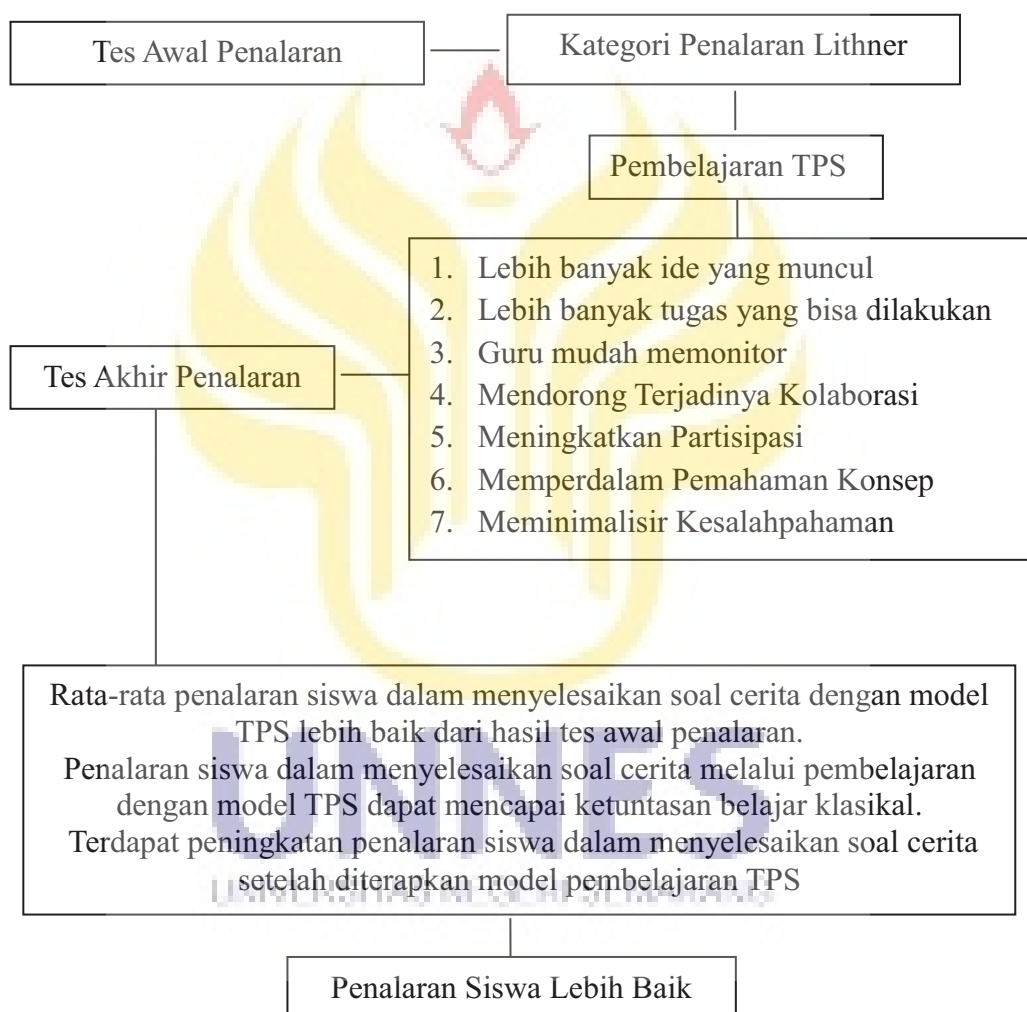 Tes Awal Penalaran
Kategori Penalaran Lithner
Pembelajaran TPS
1. Lebih banyak ide yang muncul
2. Lebih banyak tugas yang bisa dilakukan
3. Guru mudah memonitor
4. Mendorong Terjadinya Kolaborasi
5. Meningkatkan Partisipasi
6. Memperdalam Pemahaman Konsep
7. Meminimalisir Kesalahpahaman
Tes Akhir Penalaran
Rata-rata penalaran siswa dalam menyelesaikan soal cerita dengan model
TPS lebih baik dari hasil tes awal penalaran.
Penalaran siswa dalam menyelesaikan soal cerita melalui pembelajaran
dengan model TPS dapat mencapai ketuntasan belajar klasikal.
Terdapat peningkatan penalaran siswa dalam menyelesaikan soal cerita
setelah diterapkan model pembelajaran TPS
UNNES
UNIVERSITAS NEGERI SEMARANG
Penalaran Siswa Lebih Baik